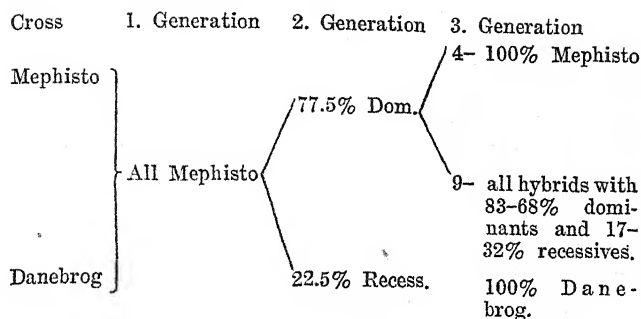 Cross 1. Generation 2. Generation 3. Generation
4– 100% Mephisto
Mephisto
77.5% Dom.
All Mephisto
9– all hybrids with
83–68% domi-
nants and 17–
32% recessives.
Danebrog
22.5% Recess.
100% Dane-
brog.